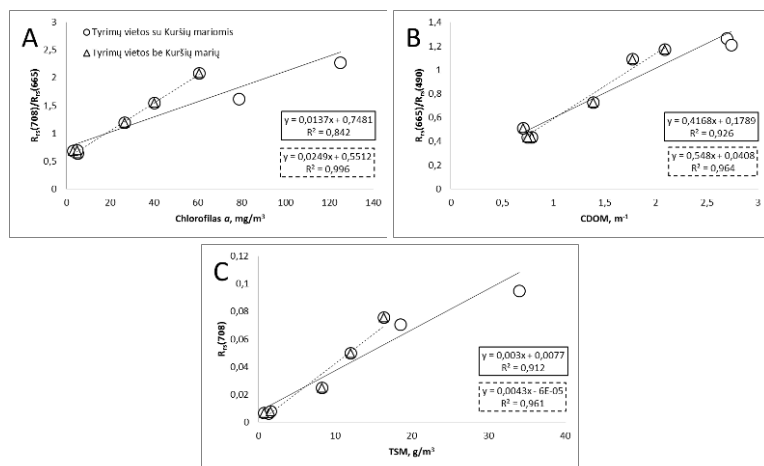 A
Rrs(708)/Rrs(665)
3
2,5
2
1,5
1
0,5
0
○ Tyrimų vietos su Kuršių mariomis
△ Tyrimų vietos be Kuršių marių
y = 0,0137x + 0,7481
R² = 0,842
y = 0,0249x + 0,5512
R² = 0,996
0 20 40 60 80 100 120 140
Chlorofilas a, mg/m³
B
Rrs(665)/Rrs(490)
1,4
1,2
1
0,8
0,6
0,4
0,2
0
y = 0,4168x + 0,1789
R² = 0,926
y = 0,548x + 0,0408
R² = 0,964
0 0,5 1 1,5 2 2,5 3
CDOM, m⁻¹
C
Rrs(708)
0,12
0,1
0,08
0,06
0,04
0,02
0
y = 0,003x + 0,0077
R² = 0,912
y = 0,0043x - 6E-05
R² = 0,961
0 10 20 30 40
TSM, g/m³